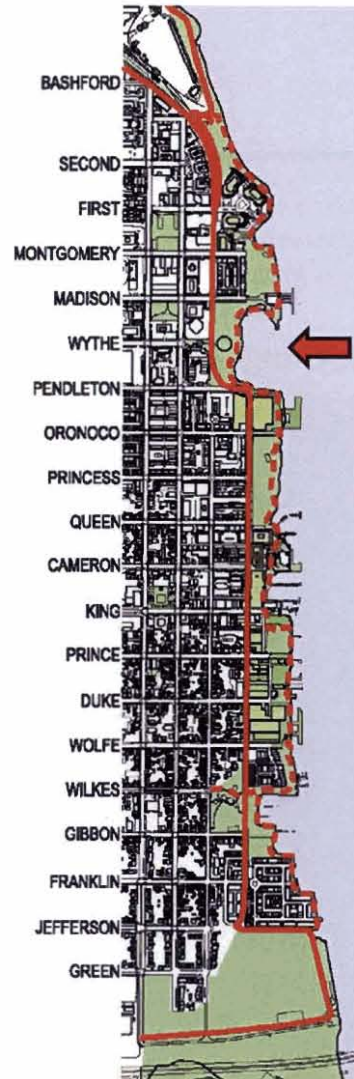 BASHFORD
SECOND
FIRST
MONTGOMERY
MADISON
WYTHE
PENDLETON
ORONOCO
PRINCESS
QUEEN
CAMERON
KING
PRINCE
DUKE
WOLFE
WILKES
GIBBON
FRANKLIN
JEFFERSON
GREEN